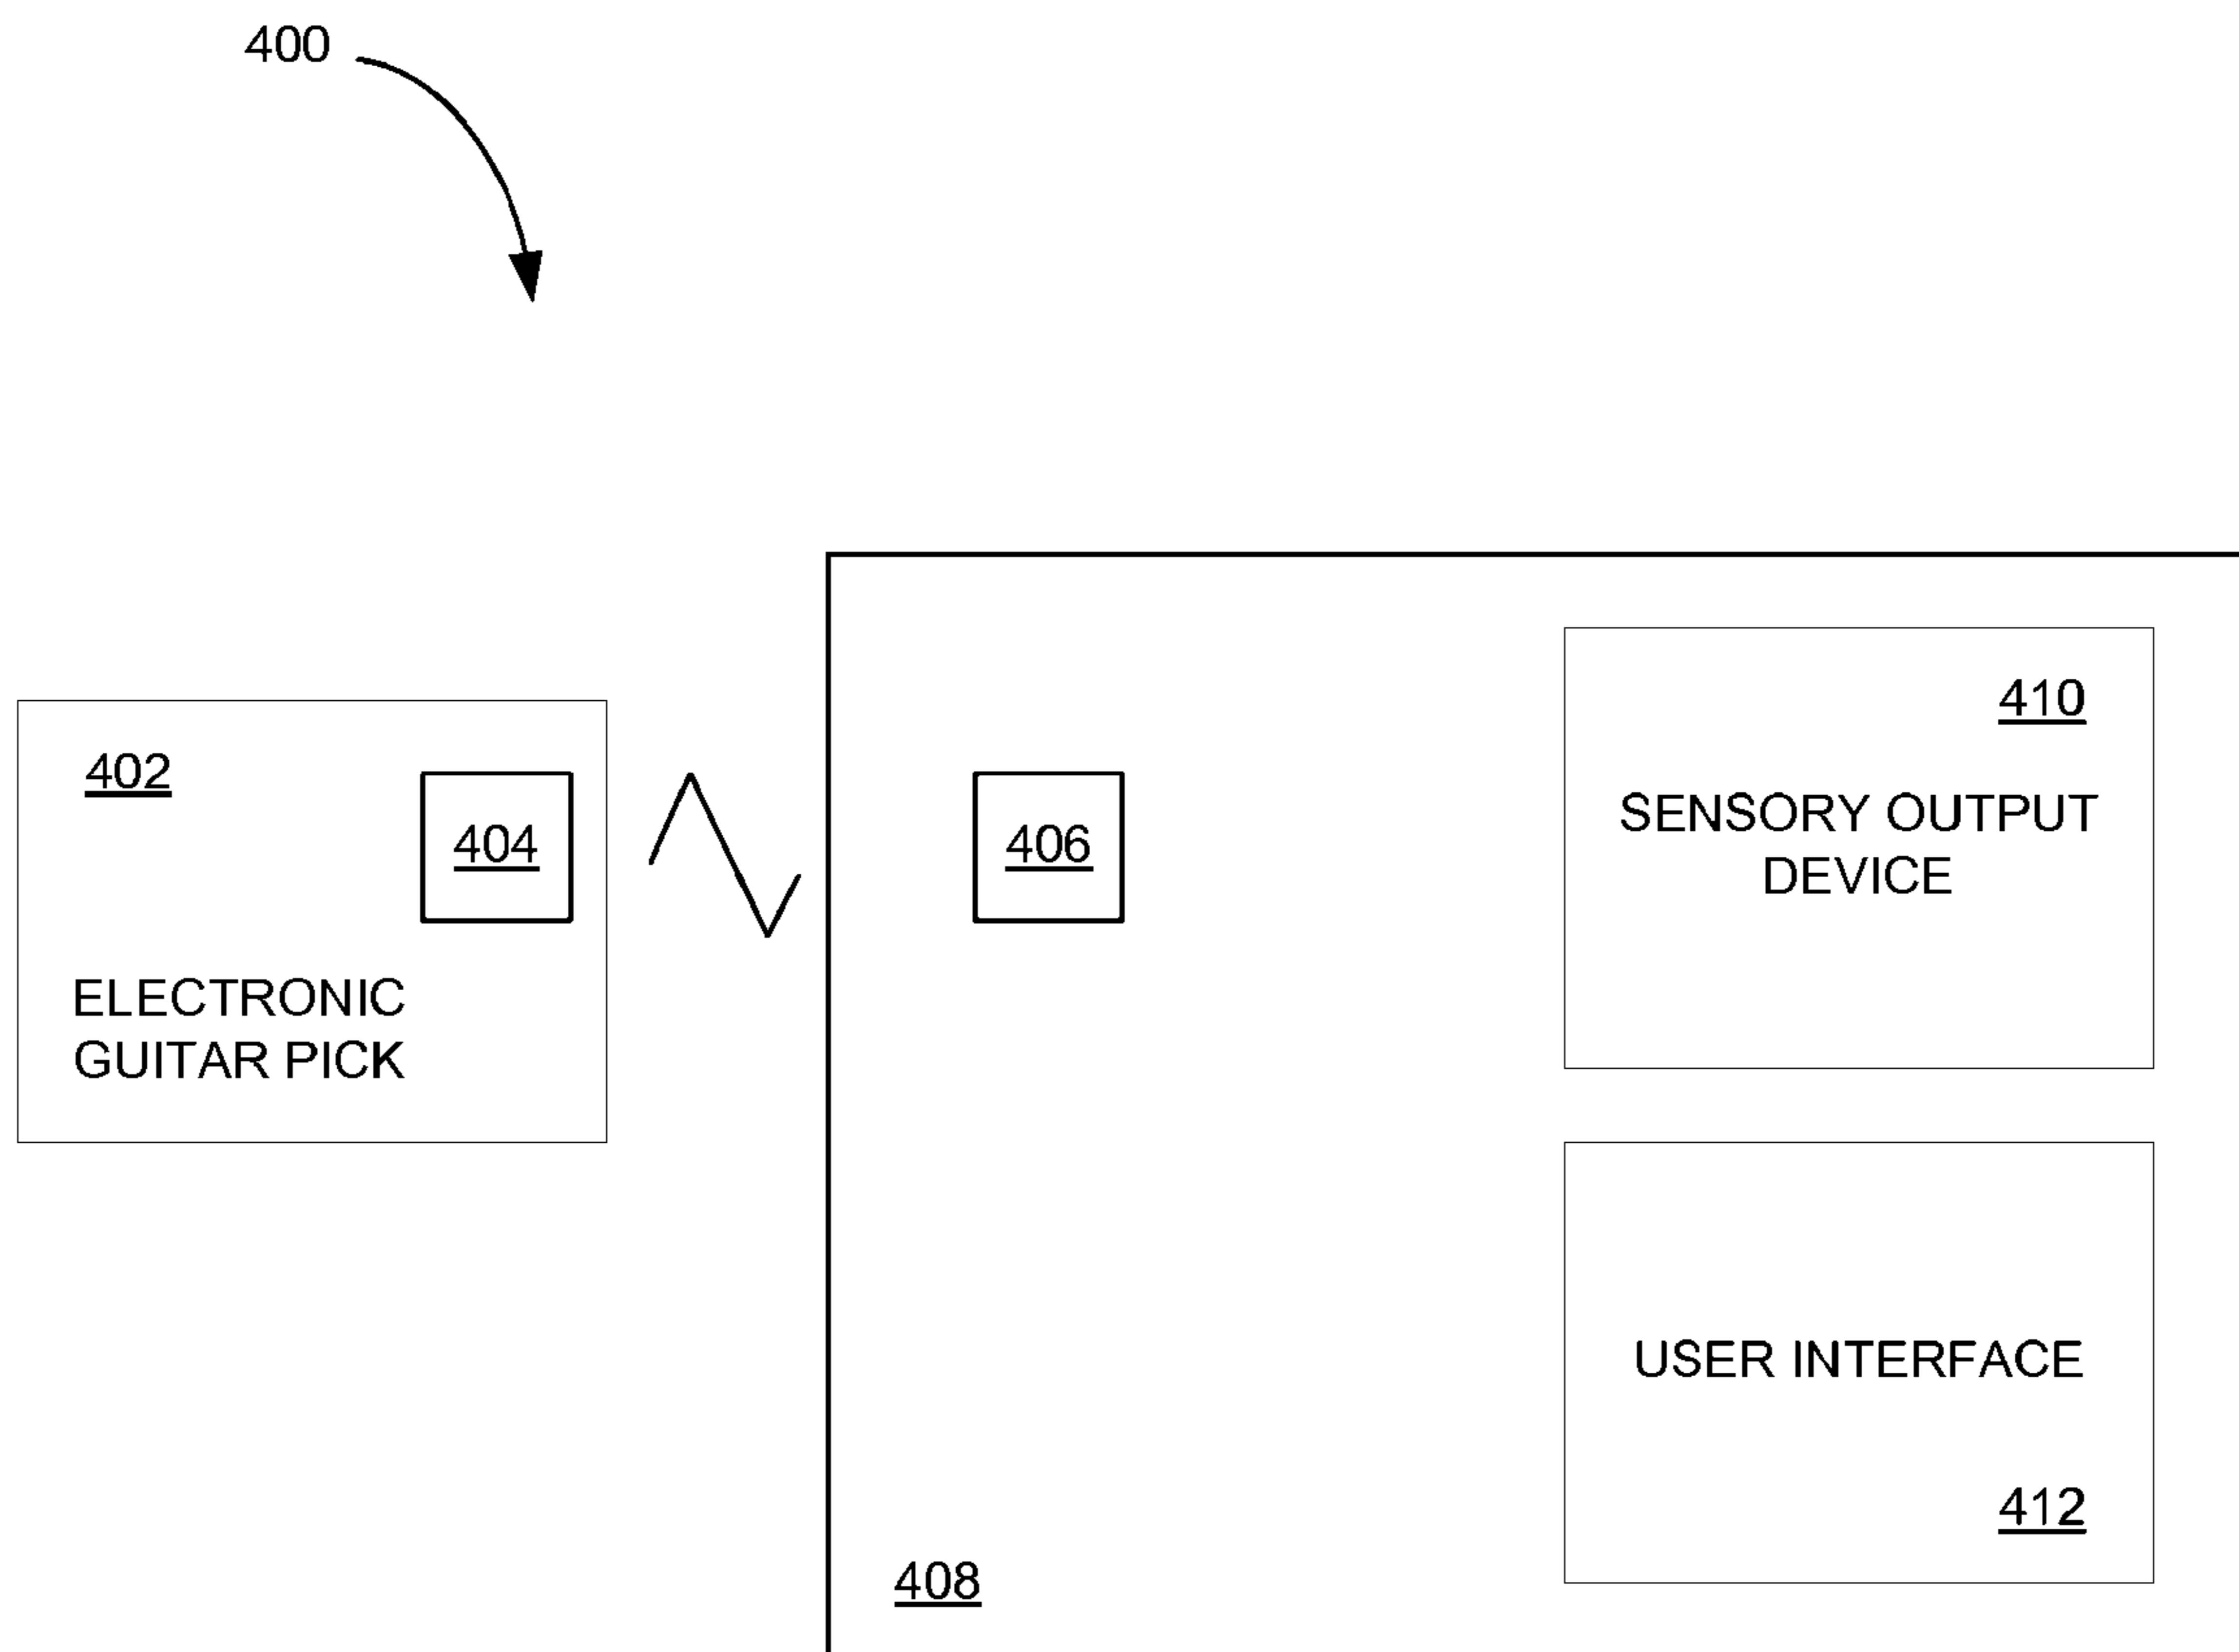 400
402
404
ELECTRONIC
GUITAR PICK
406
408
410
SENSORY OUTPUT
DEVICE
USER INTERFACE
412